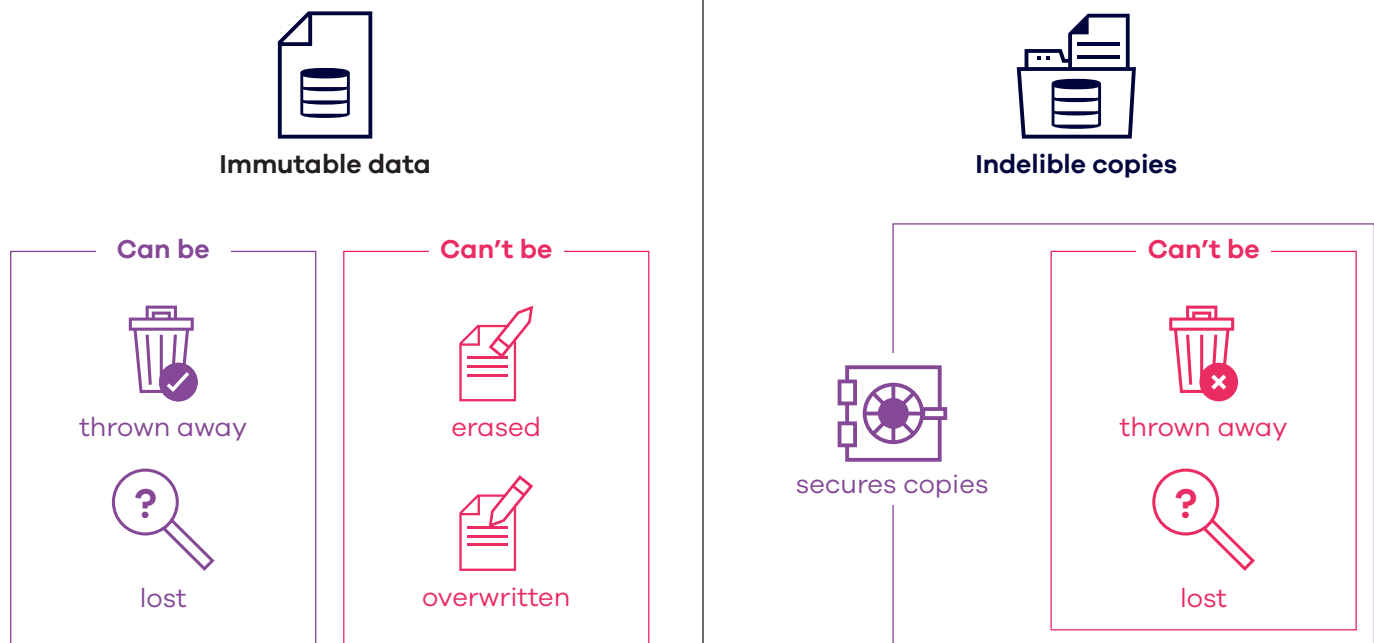 Immutable data
Can be
thrown away
?
lost
Can't be
erased
overwritten
Indelible copies
secures copies
Can't be
thrown away
?
lost